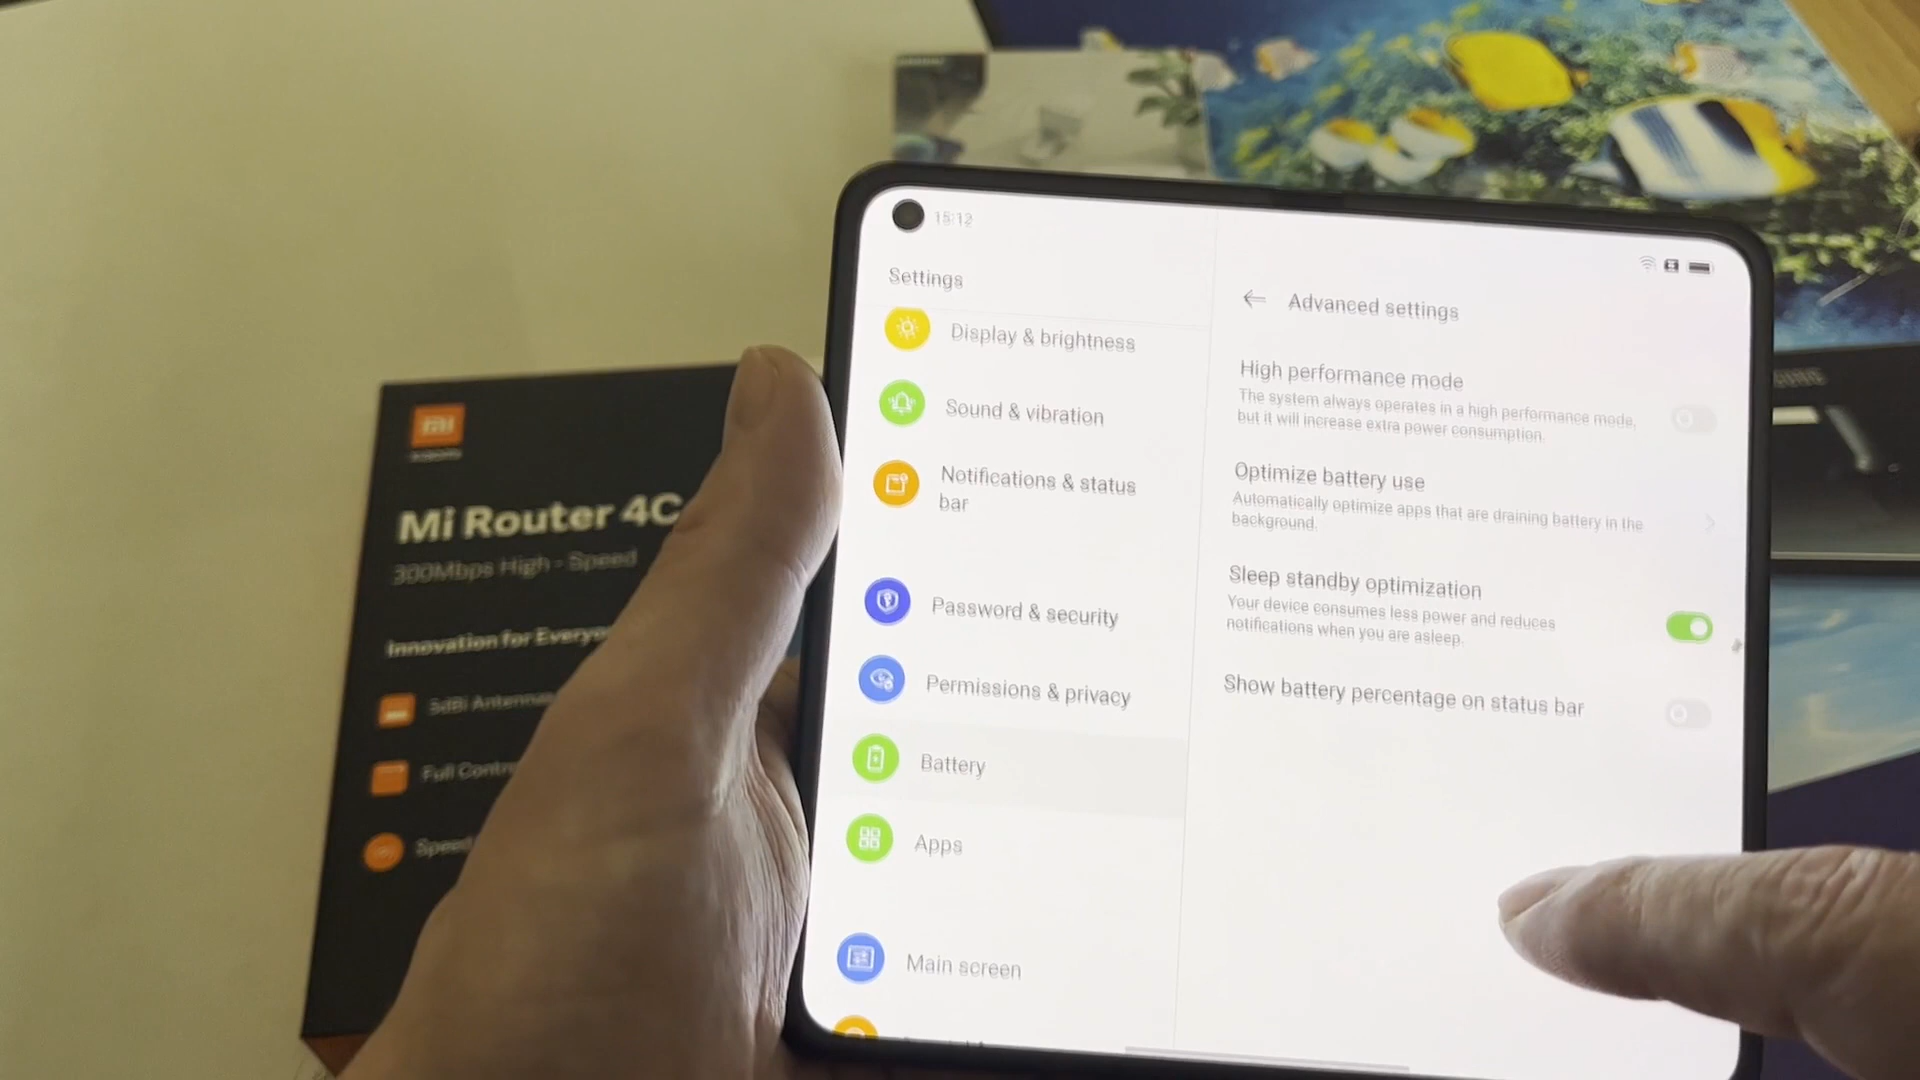 15:12
Settings
Display & brightness
Sound & vibration
Notifications & status
bar
Password & security
Permissions & privacy
Battery
Apps
Main screen
Advanced settings
High performance mode
The system always operates in a high performance mode,
but it will increase extra power consumption.
Optimize battery use
Automatically optimize apps that are draining battery in the
background.
Sleep standby optimization
Your device consumes less power and reduces
notifications when you are asleep.
Show battery percentage on status bar
mi
Mi Router 4C
300Mbps High - Speed
Innovation for Everyo
5dBi Antennas
Full Contr
Speed